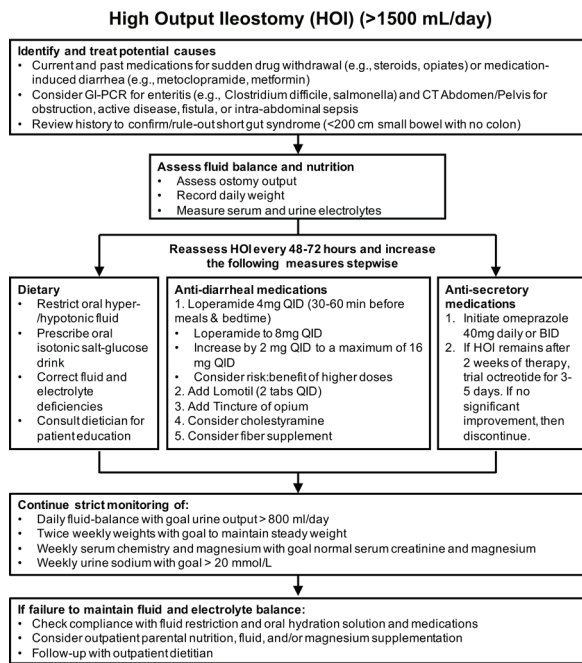 High Output Ileostomy (HOI) (>1500 mL/day)
Identify and treat potential causes
• Current and past medications for sudden drug withdrawal (e.g., steroids, opiates) or medication-
induced diarrhea (e.g., metoclopramide, metformin)
• Consider GI-PCR for enteritis (e.g., Clostridium difficile, salmonella) and CT Abdomen/Pelvis for
obstruction, active disease, fistula, or intra-abdominal sepsis
• Review history to confirm/rule-out short gut syndrome (<200 cm small bowel with no colon)
Assess fluid balance and nutrition
• Assess ostomy output
• Record daily weight
• Measure serum and urine electrolytes
Reassess HOI every 48-72 hours and increase
the following measures stepwise
Dietary
• Restrict oral hyper-
/hypotonic fluid
• Prescribe oral
isotonic salt-glucose
drink
• Correct fluid and
electrolyte
deficiencies
• Consult dietician for
patient education
Anti-diarrheal medications
1. Loperamide 4mg QID (30-60 min before
meals & bedtime)
• Loperamide to 8mg QID
• Increase by 2 mg QID to a maximum of 16
mg QID
• Consider risk:benefit of higher doses
2. Add Lomotil (2 tabs QID)
3. Add Tincture of opium
4. Consider cholestyramine
5. Consider fiber supplement
Anti-secretory
medications
1. Initiate omeprazole
40mg daily or BID
2. If HOI remains after
2 weeks of therapy,
trial octreotide for 3-
5 days. If no
significant
improvement, then
discontinue.
Continue strict monitoring of:
• Daily fluid-balance with goal urine output > 800 ml/day
• Twice weekly weights with goal to maintain steady weight
• Weekly serum chemistry and magnesium with goal normal serum creatinine and magnesium
• Weekly urine sodium with goal > 20 mmol/L
If failure to maintain fluid and electrolyte balance:
• Check compliance with fluid restriction and oral hydration solution and medications
• Consider outpatient parental nutrition, fluid, and/or magnesium supplementation
• Follow-up with outpatient dietitian